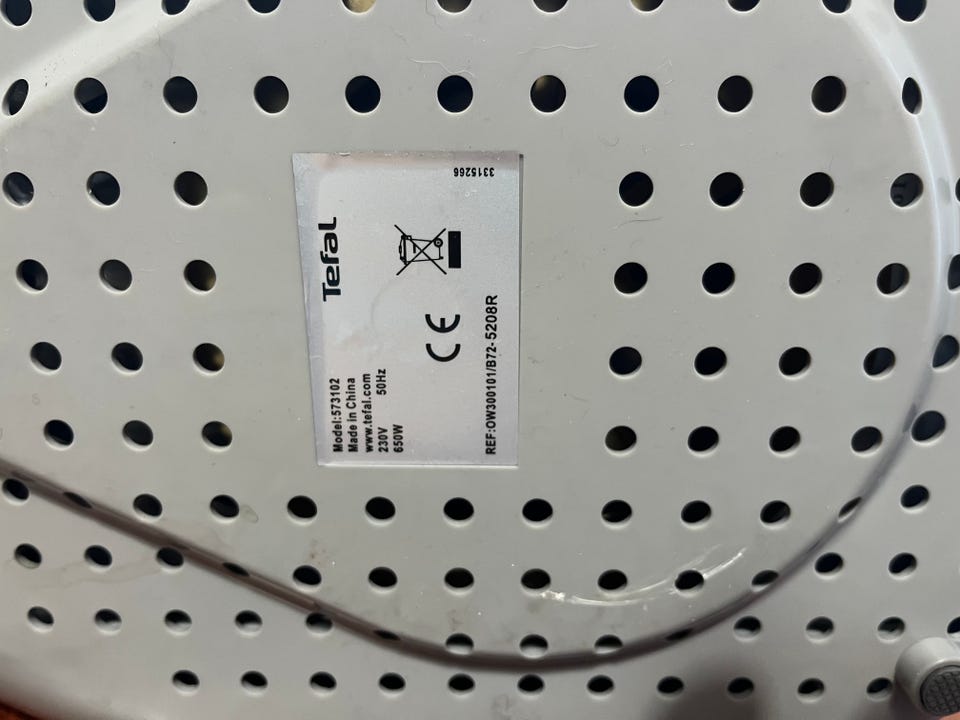 Tefal
Model:573102
Made in China
www.tefal.com
230V 50Hz
650W
CE
REF:OW300101/B72-5208R
3315266